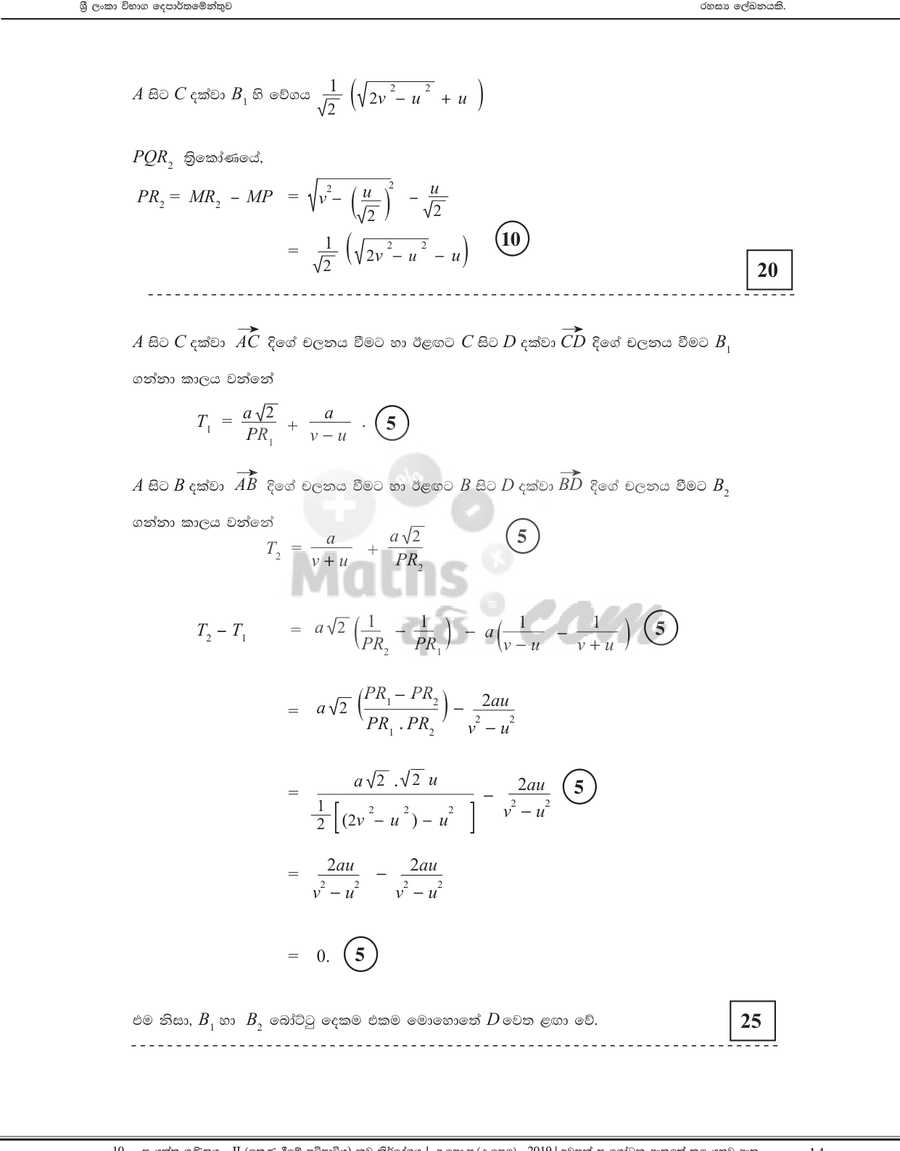 ශ්‍රී ලංකා විභාග දෙපාර්තමේන්තුව රහස්‍ය ලේඛනයකි.
A සිට C දක්වා B₁ හි වේගය 1/√2 (√(2v² − u²) + u)
PQR₂ ත්‍රිකෝණයේ,
PR₂ = MR₂ − MP = √(v² − (u/√2)²) − u/√2
= 1/√2 (√(2v² − u²) − u) 10
20
A සිට C දක්වා AC→ දිගේ චලනය වීමට හා ඊළඟට C සිට D දක්වා CD→ දිගේ චලනය වීමට B₁
ගන්නා කාලය වන්නේ
T₁ = a√2/PR₁ + a/(v − u) . 5
A සිට B දක්වා AB→ දිගේ චලනය වීමට හා ඊළඟට B සිට D දක්වා BD→ දිගේ චලනය වීමට B₂
ගන්නා කාලය වන්නේ
T₂ = a/(v + u) + a√2/PR₂ 5
Maths
අපි .com
T₂ − T₁ = a√2 (1/PR₂ − 1/PR₁) − a(1/(v − u) − 1/(v + u)) 5
= a√2 ((PR₁ − PR₂)/(PR₁ . PR₂)) − 2au/(v² − u²)
= a√2 . √2 u / (1/2 [(2v² − u²) − u²]) − 2au/(v² − u²) 5
= 2au/(v² − u²) − 2au/(v² − u²)
= 0. 5
එම නිසා, B₁ හා B₂ බෝට්ටු දෙකම එකම මොහොතේ D වෙත ළඟා වේ. 25